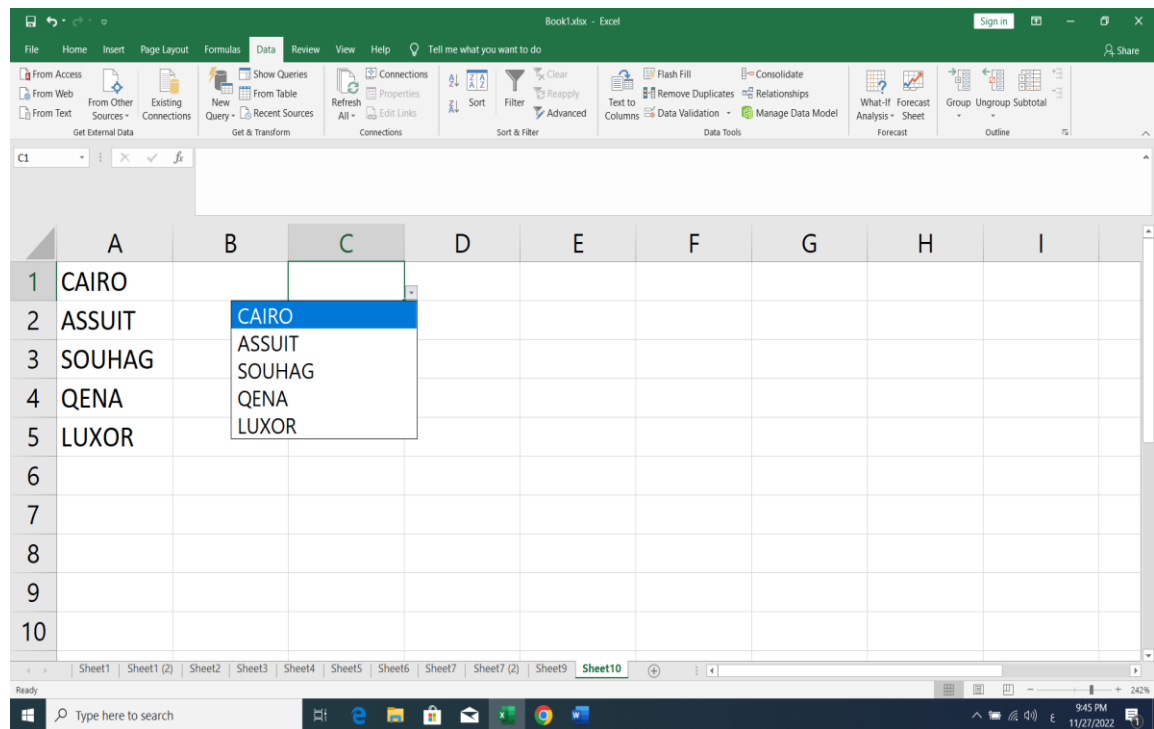 Book1.xlsx - Excel
Sign in
File Home Insert Page Layout Formulas Data Review View Help Tell me what you want to do Share
From Access
From Web
From Text
From Other Sources
Existing Connections
Get External Data
New Query
Show Queries
From Table
Recent Sources
Get & Transform
Refresh All
Connections
Properties
Edit Links
Connections
Sort
Filter
Clear
Reapply
Advanced
Sort & Filter
Text to Columns
Flash Fill
Remove Duplicates
Data Validation
Consolidate
Relationships
Manage Data Model
Data Tools
What-If Analysis
Forecast Sheet
Forecast
Group Ungroup Subtotal
Outline
C1 fx
A B C D E F G H I
1 CAIRO
2 ASSUIT
3 SOUHAG
4 QENA
5 LUXOR
6
7
8
9
10
CAIRO
ASSUIT
SOUHAG
QENA
LUXOR
Sheet1 Sheet1 (2) Sheet2 Sheet3 Sheet4 Sheet5 Sheet6 Sheet7 Sheet7 (2) Sheet9 Sheet10
Ready 242%
Type here to search
ع
9:45 PM
11/27/2022